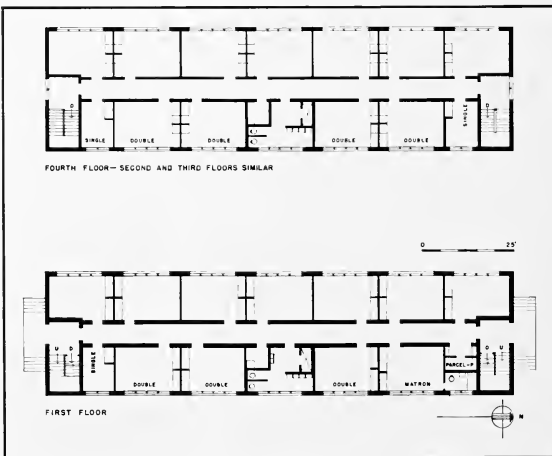 D
D
SINGLE DOUBLE DOUBLE DOUBLE DOUBLE SINGLE
FOURTH FLOOR — SECOND AND THIRD FLOORS SIMILAR
0 25'
U D
D U
SINGLE DOUBLE DOUBLE DOUBLE MATRON PARCEL-P
FIRST FLOOR
N